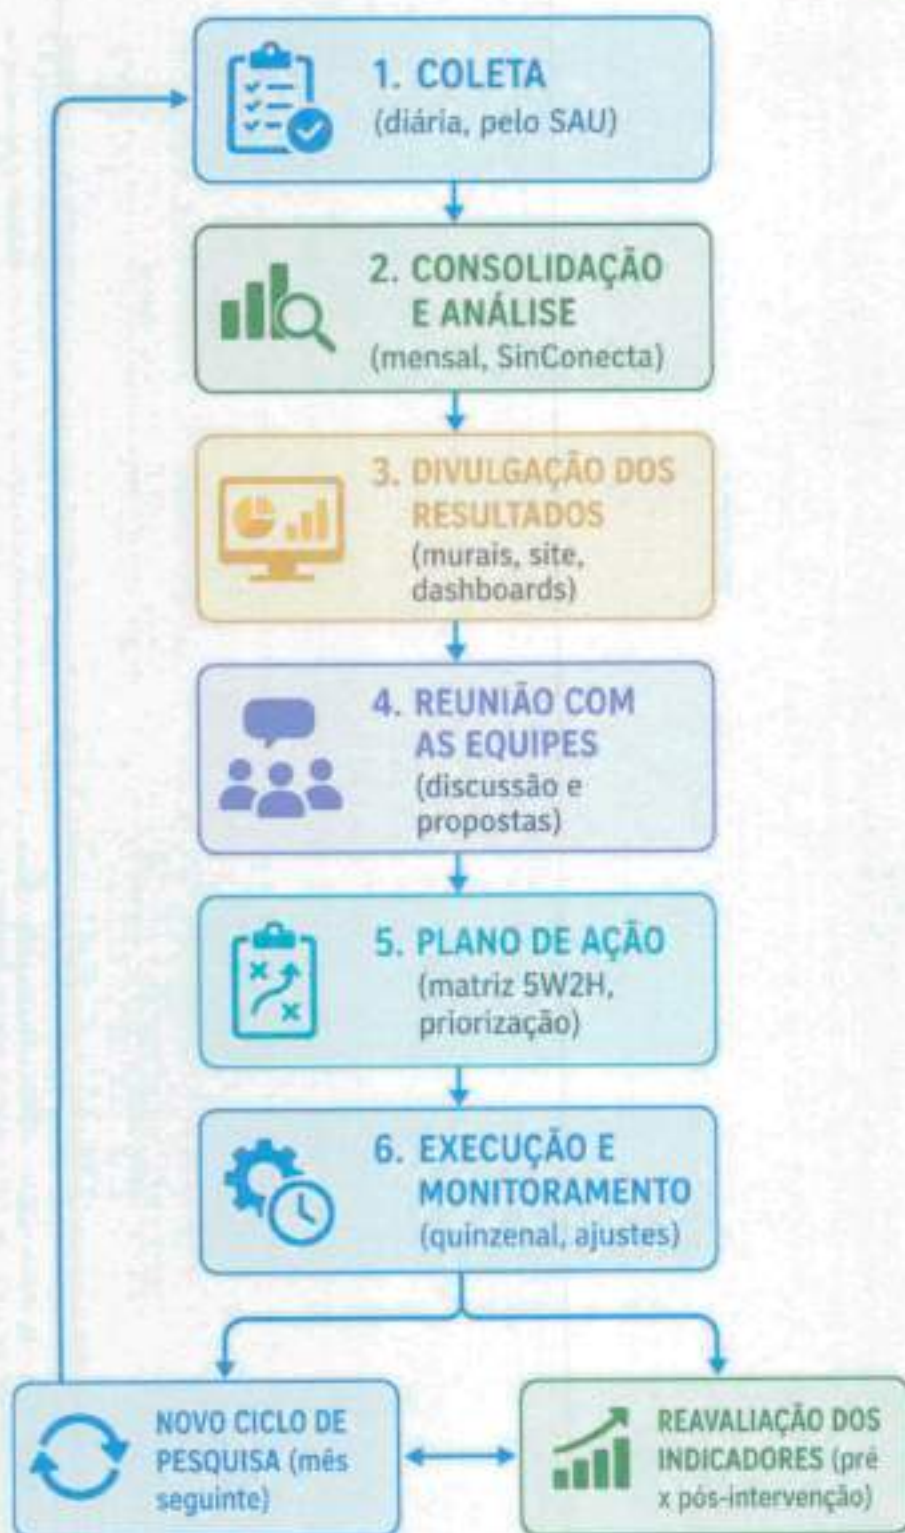 1. COLETA
(diária, pelo SAU)
2. CONSOLIDAÇÃO
E ANÁLISE
(mensal, SinConecta)
3. DIVULGAÇÃO DOS
RESULTADOS
(murais, site,
dashboards)
4. REUNIÃO COM
AS EQUIPES
(discussão e
propostas)
5. PLANO DE AÇÃO
(matriz 5W2H,
priorização)
6. EXECUÇÃO E
MONITORAMENTO
(quinzenal, ajustes)
NOVO CICLO DE
PESQUISA (mês
seguinte)
REAVALIAÇÃO DOS
INDICADORES (pré
x pós-intervenção)